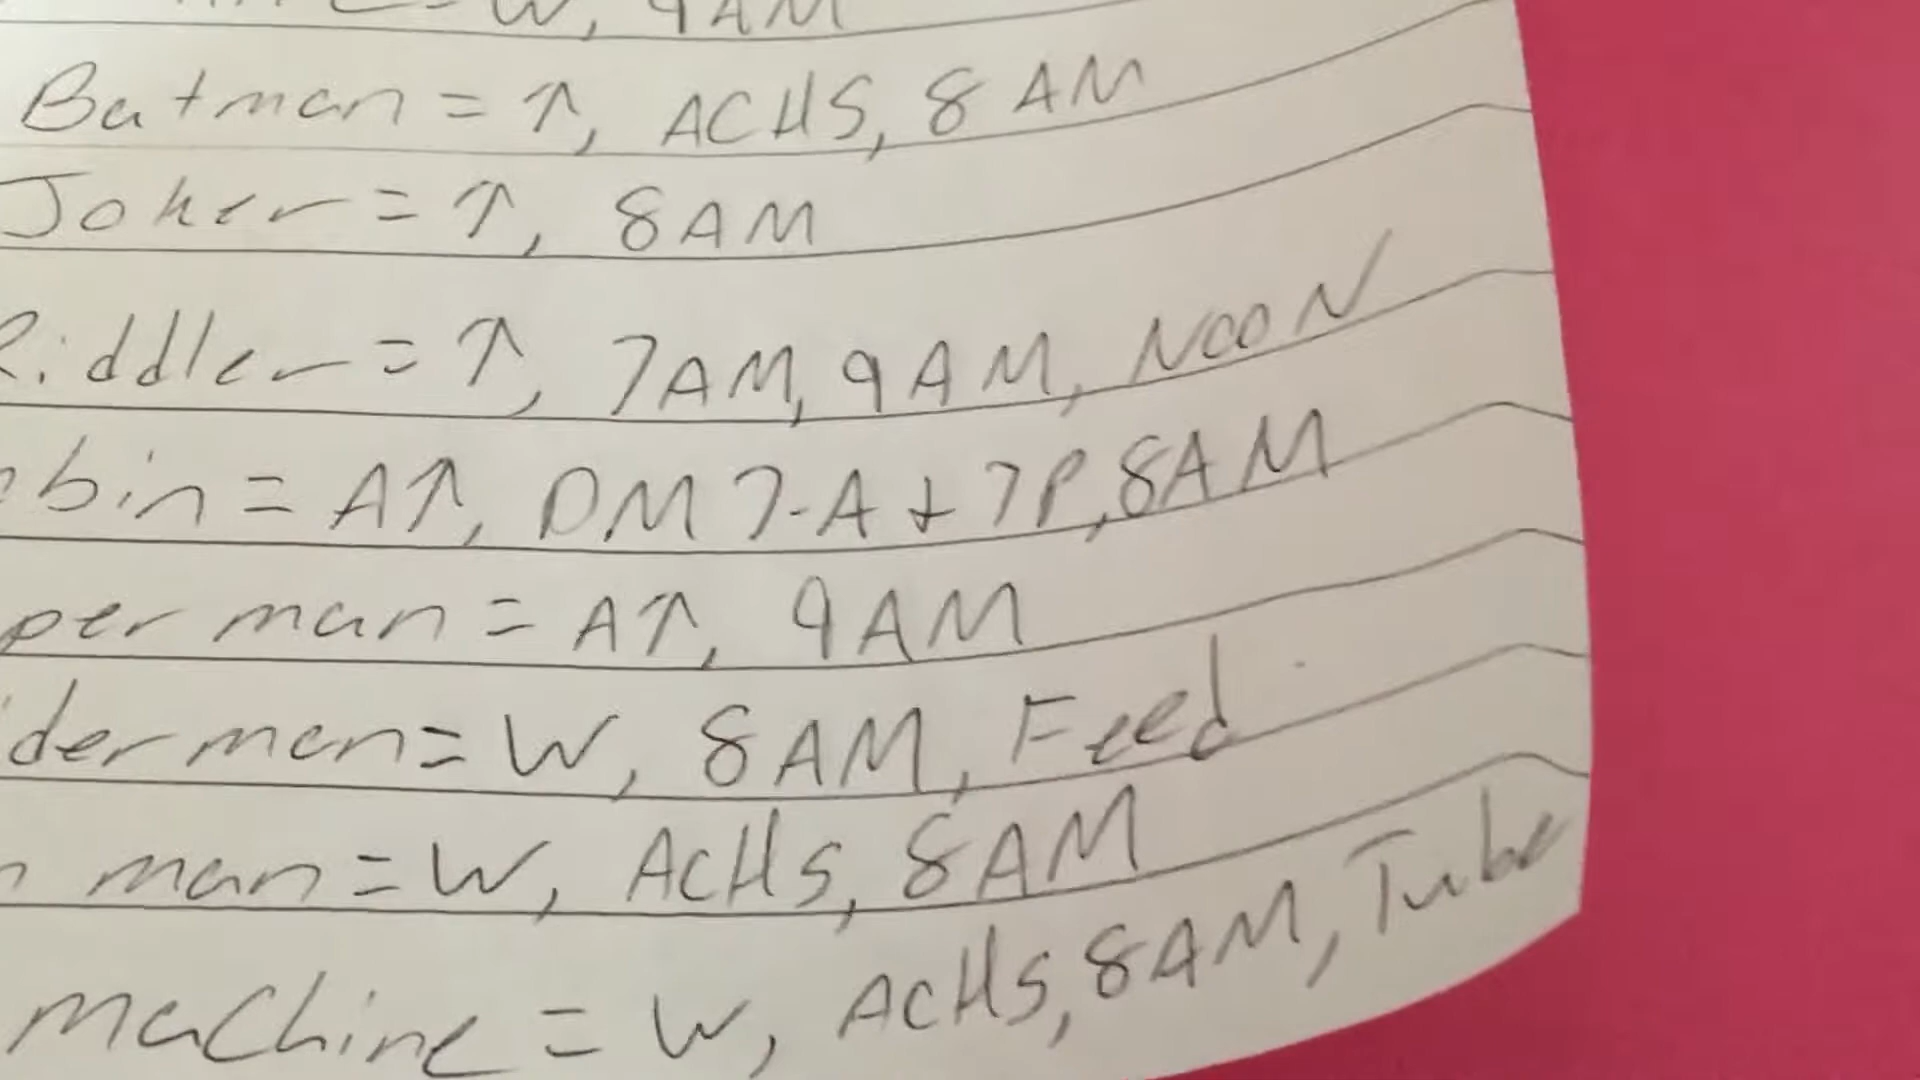 W, 9AM
Batman = ↑, ACHS, 8 AM
Joker = ↑, 8AM
Riddler = ↑, 7AM, 9AM, NOON
bin = A↑, DM 7-A + 7P, 8AM
per man = A↑, 9AM
der man = W, 8AM, Feed
n man = W, ACHS, 8AM
machine = W, ACHS, 8AM, Tube